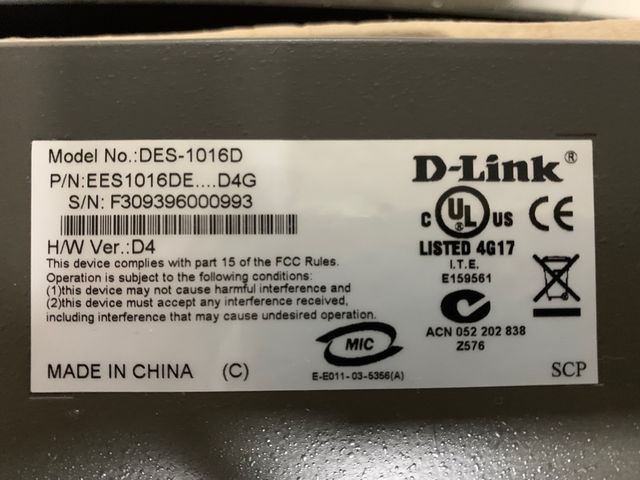 Model No.:DES-1016D
P/N:EES1016DE....D4G
S/N: F309396000993
H/W Ver.:D4
This device complies with part 15 of the FCC Rules.
Operation is subject to the following conditions:
(1)this device may not cause harmful interference and
(2)this device must accept any interference received,
including interference that may cause undesired operation.
MADE IN CHINA (C)
MIC
E-E011-03-5356(A)
D-Link®
C UL® US CE
LISTED 4G17
I.T.E.
E159561
ACN 052 202 838
Z576
SCP